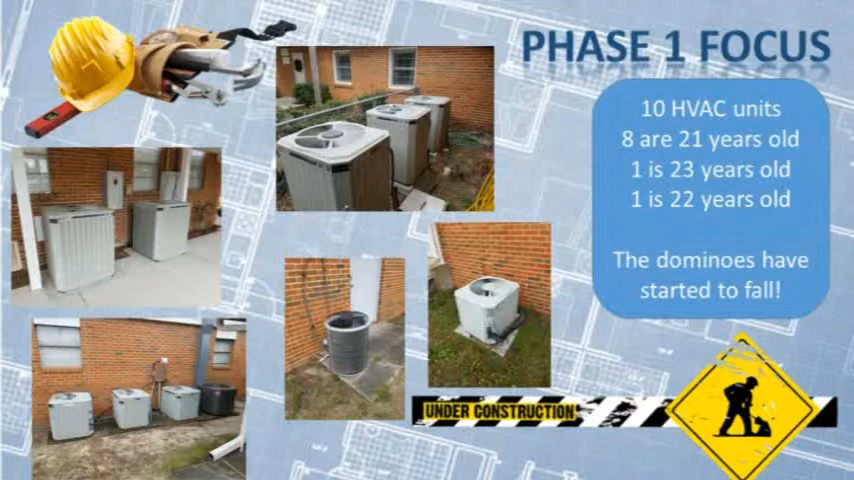 PHASE 1 FOCUS
10 HVAC units
8 are 21 years old
1 is 23 years old
1 is 22 years old
The dominoes have
started to fall!
UNDER CONSTRUCTION